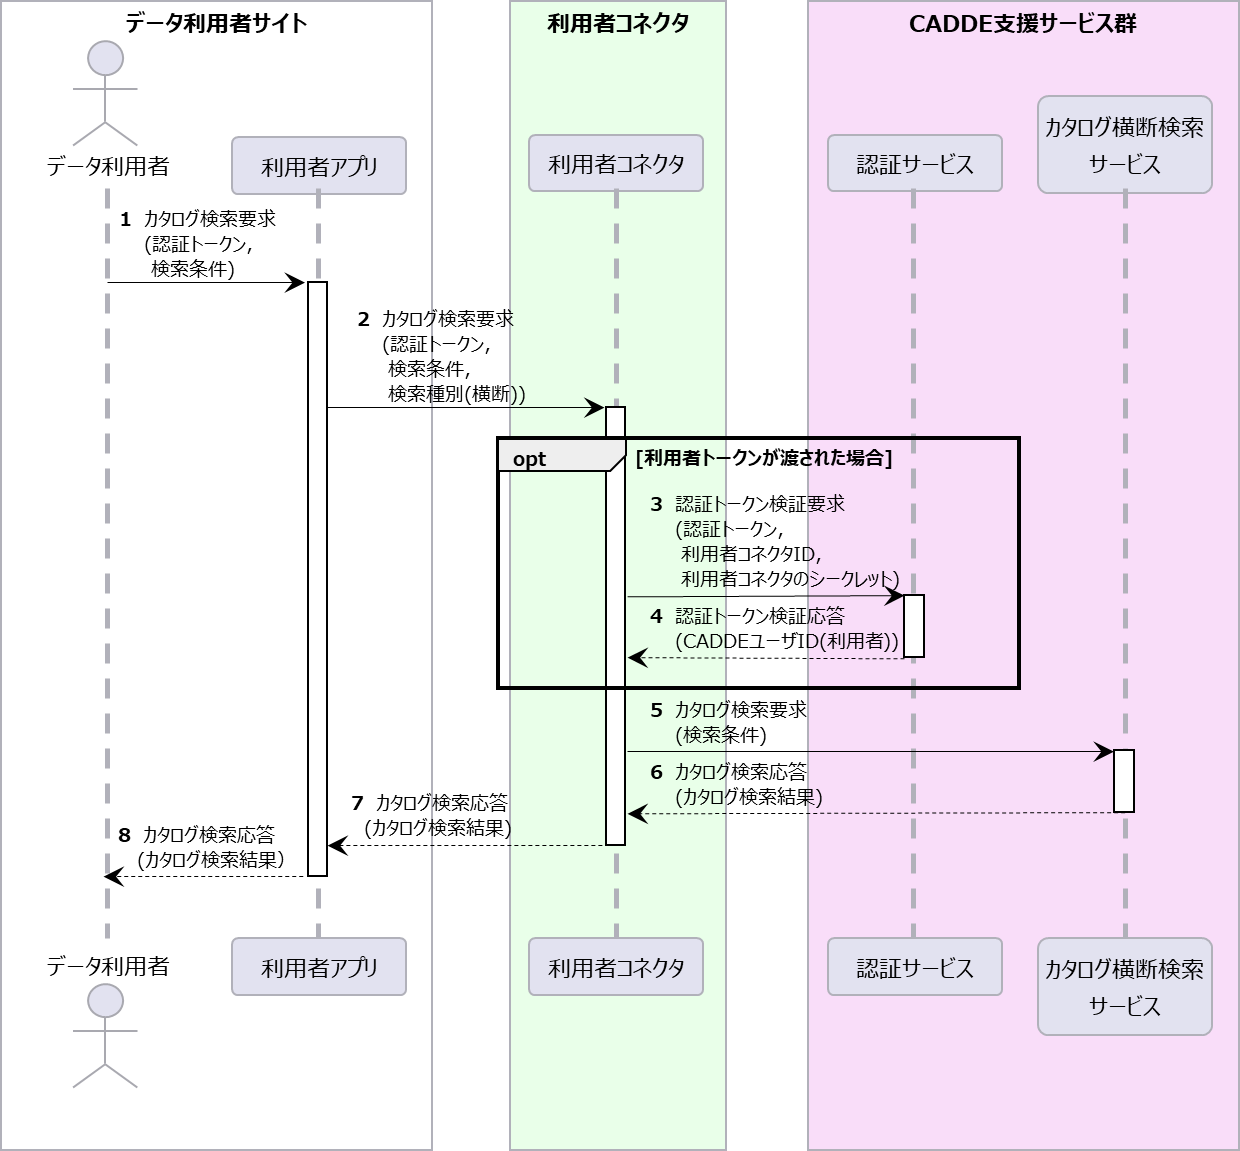 データ利用者サイト
利用者コネクタ
CADDE支援サービス群
データ利用者
利用者アプリ
利用者コネクタ
認証サービス
カタログ横断検索
サービス
1 カタログ検索要求
(認証トークン,
検索条件)
2 カタログ検索要求
(認証トークン,
検索条件,
検索種別(横断))
opt
[利用者トークンが渡された場合]
3 認証トークン検証要求
(認証トークン,
利用者コネクタID,
利用者コネクタのシークレット)
4 認証トークン検証応答
(CADDEユーザID(利用者))
5 カタログ検索要求
(検索条件)
6 カタログ検索応答
(カタログ検索結果)
7 カタログ検索応答
(カタログ検索結果)
8 カタログ検索応答
(カタログ検索結果）
データ利用者
利用者アプリ
利用者コネクタ
認証サービス
カタログ横断検索
サービス